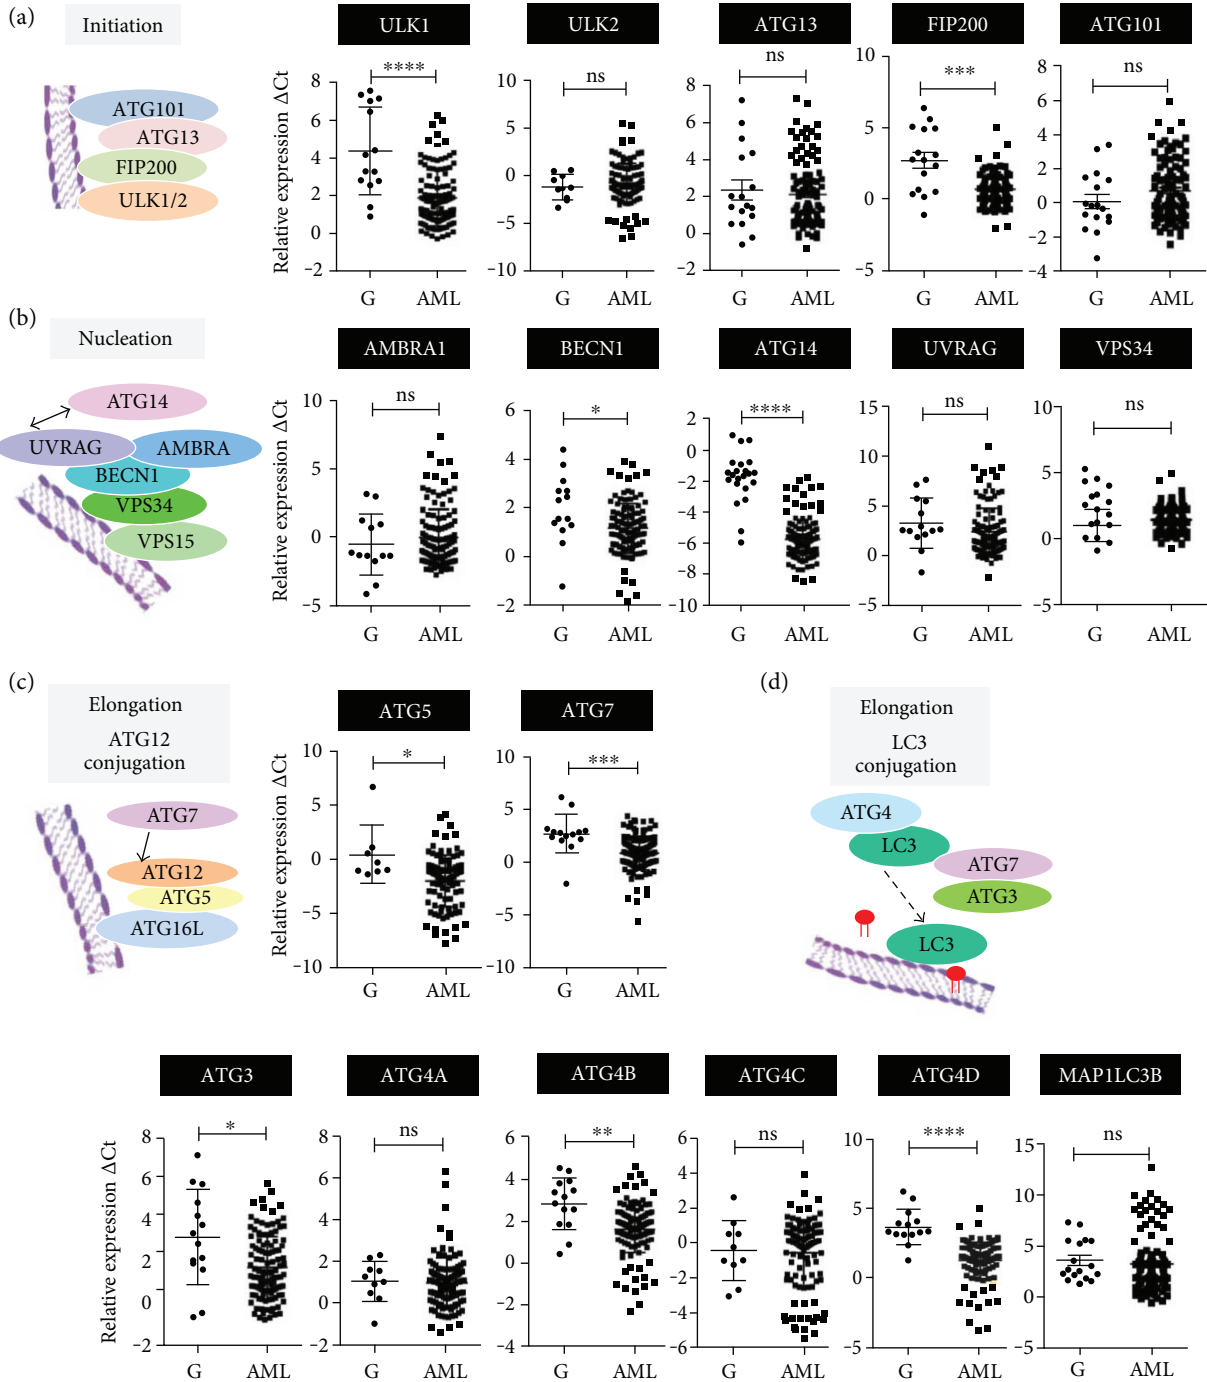 (a)
Initiation
ATG101
ATG13
FIP200
ULK1/2
Relative expression ΔCt
ULK1
8
6
4
2
0
−2
****
G
AML
ULK2
10
5
0
−5
−10
ns
G
AML
ATG13
8
6
4
2
0
−2
ns
G
AML
FIP200
10
5
0
−5
***
G
AML
ATG101
8
6
4
2
0
−2
−4
ns
G
AML
(b)
Nucleation
ATG14
UVRAG
AMBRA
BECN1
VPS34
VPS15
Relative expression ΔCt
AMBRA1
10
5
0
−5
ns
G
AML
BECN1
6
4
2
0
−2
*
G
AML
ATG14
2
0
−2
−4
−6
−8
−10
****
G
AML
UVRAG
15
10
5
0
−5
ns
G
AML
VPS34
10
5
0
−5
ns
G
AML
(c)
Elongation
ATG12
conjugation
ATG7
ATG12
ATG5
ATG16L
Relative expression ΔCt
ATG5
10
5
0
−5
−10
*
G
AML
ATG7
10
5
0
−5
−10
***
G
AML
(d)
Elongation
LC3
conjugation
ATG4
LC3
ATG7
ATG3
LC3
Relative expression ΔCt
ATG3
8
6
4
2
0
−2
*
G
AML
ATG4A
8
6
4
2
0
−2
ns
G
AML
ATG4B
6
4
2
0
−2
−4
**
G
AML
ATG4C
6
4
2
0
−2
−4
−6
ns
G
AML
ATG4D
10
5
0
−5
****
G
AML
MAP1LC3B
15
10
5
0
−5
ns
G
AML